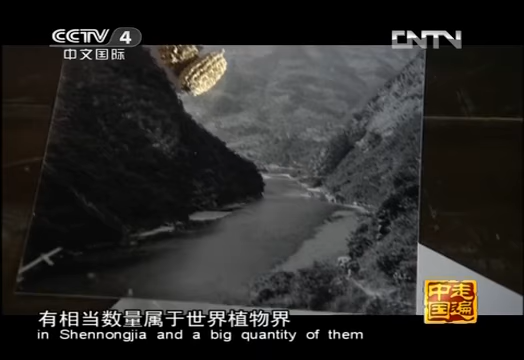 CCTV 4
中文国际
CNTV
走遍
中国
有相当数量属于世界植物界
in Shennongjia and a big quantity of them